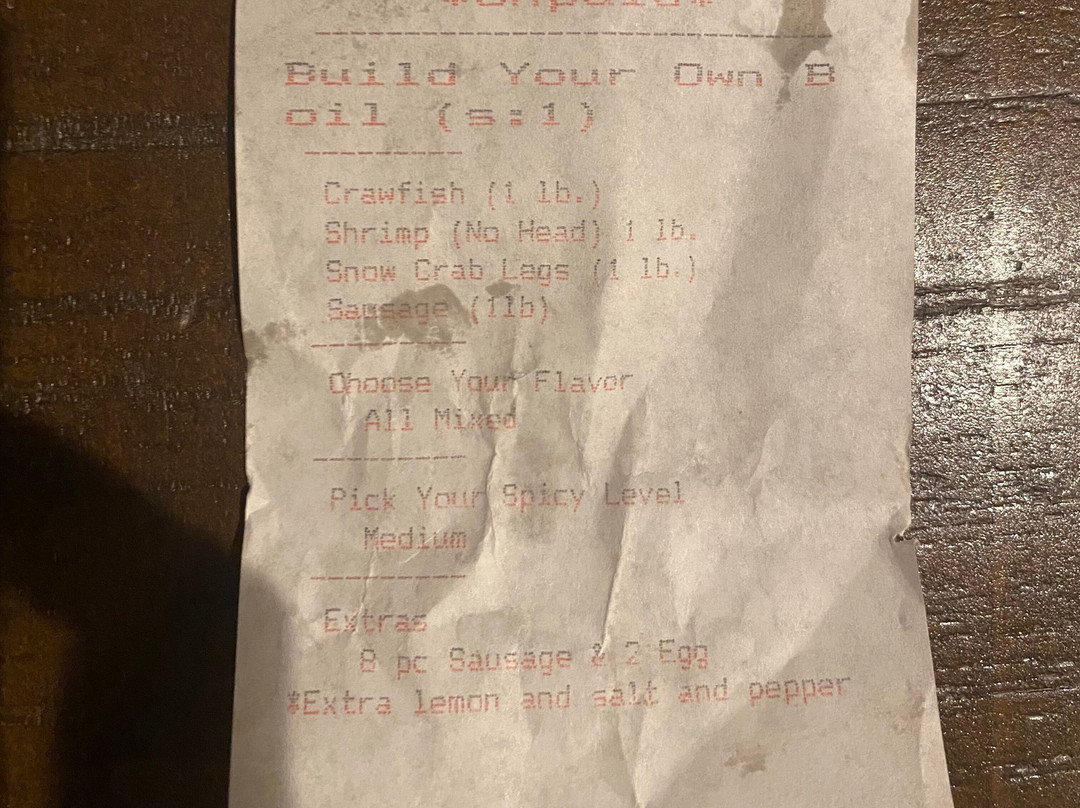 *Unpaid*
Build Your Own B
oil (s:1)
Crawfish (1 lb.)
Shrimp (No Head) 1 lb.
Snow Crab Legs (1 lb.)
Sausage (1lb)
Choose Your Flavor
All Mixed
Pick Your Spicy Level
Medium
Extras
8 pc Sausage & 2 Egg
*Extra lemon and salt and pepper